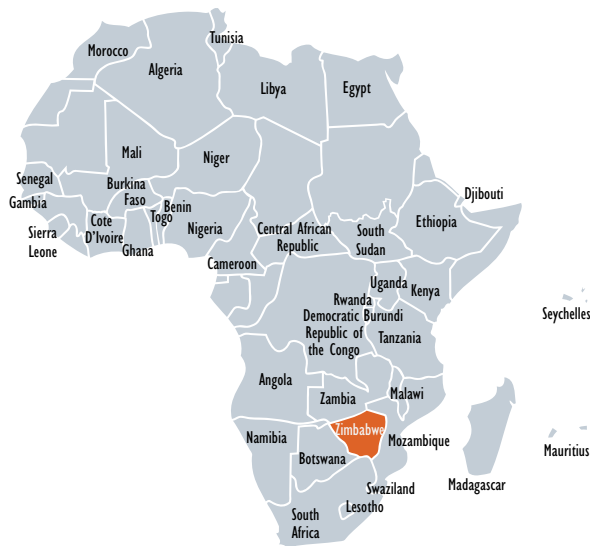 Tunisia
Morocco
Algeria
Libya
Egypt
Mali
Niger
Senegal
Gambia
Burkina
Faso
Benin
Togo
Nigeria
Cote
D'Ivoire
Ghana
Sierra
Leone
Cameroon
Central African
Republic
South
Sudan
Ethiopia
Djibouti
Uganda
Kenya
Rwanda
Democratic
Republic of
the Congo
Burundi
Tanzania
Seychelles
Angola
Zambia
Malawi
Zimbabwe
Mozambique
Namibia
Botswana
Madagascar
Mauritius
Swaziland
Lesotho
South
Africa